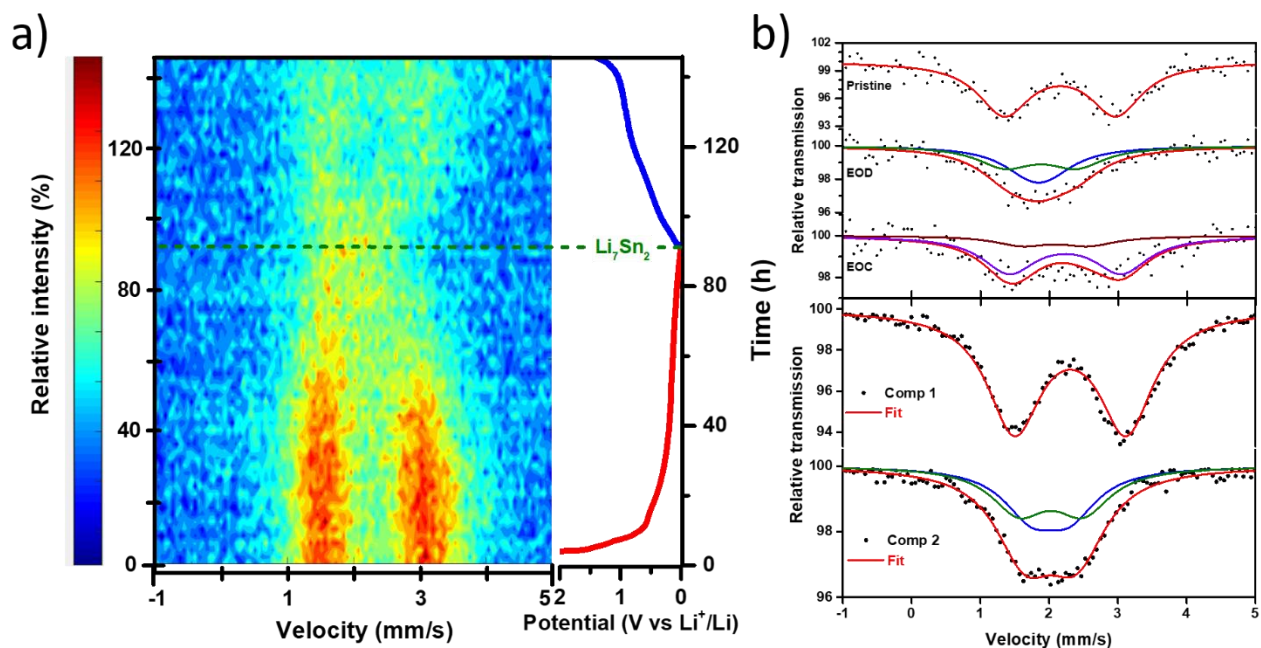 a)
Relative intensity (%)
120
80
40
0
Li7Sn2
-1
1
3
5
Velocity (mm/s)
2
1
0
Potential (V vs Li+/Li)
120
80
40
0
Time (h)
b)
102
99
96
93
Pristine
100
98
96
EOD
100
98
EOC
Relative transmission
100
98
96
94
Comp 1
Fit
Relative transmission
100
98
96
Comp 2
Fit
Relative transmission
-1
0
1
2
3
4
5
Velocity (mm/s)